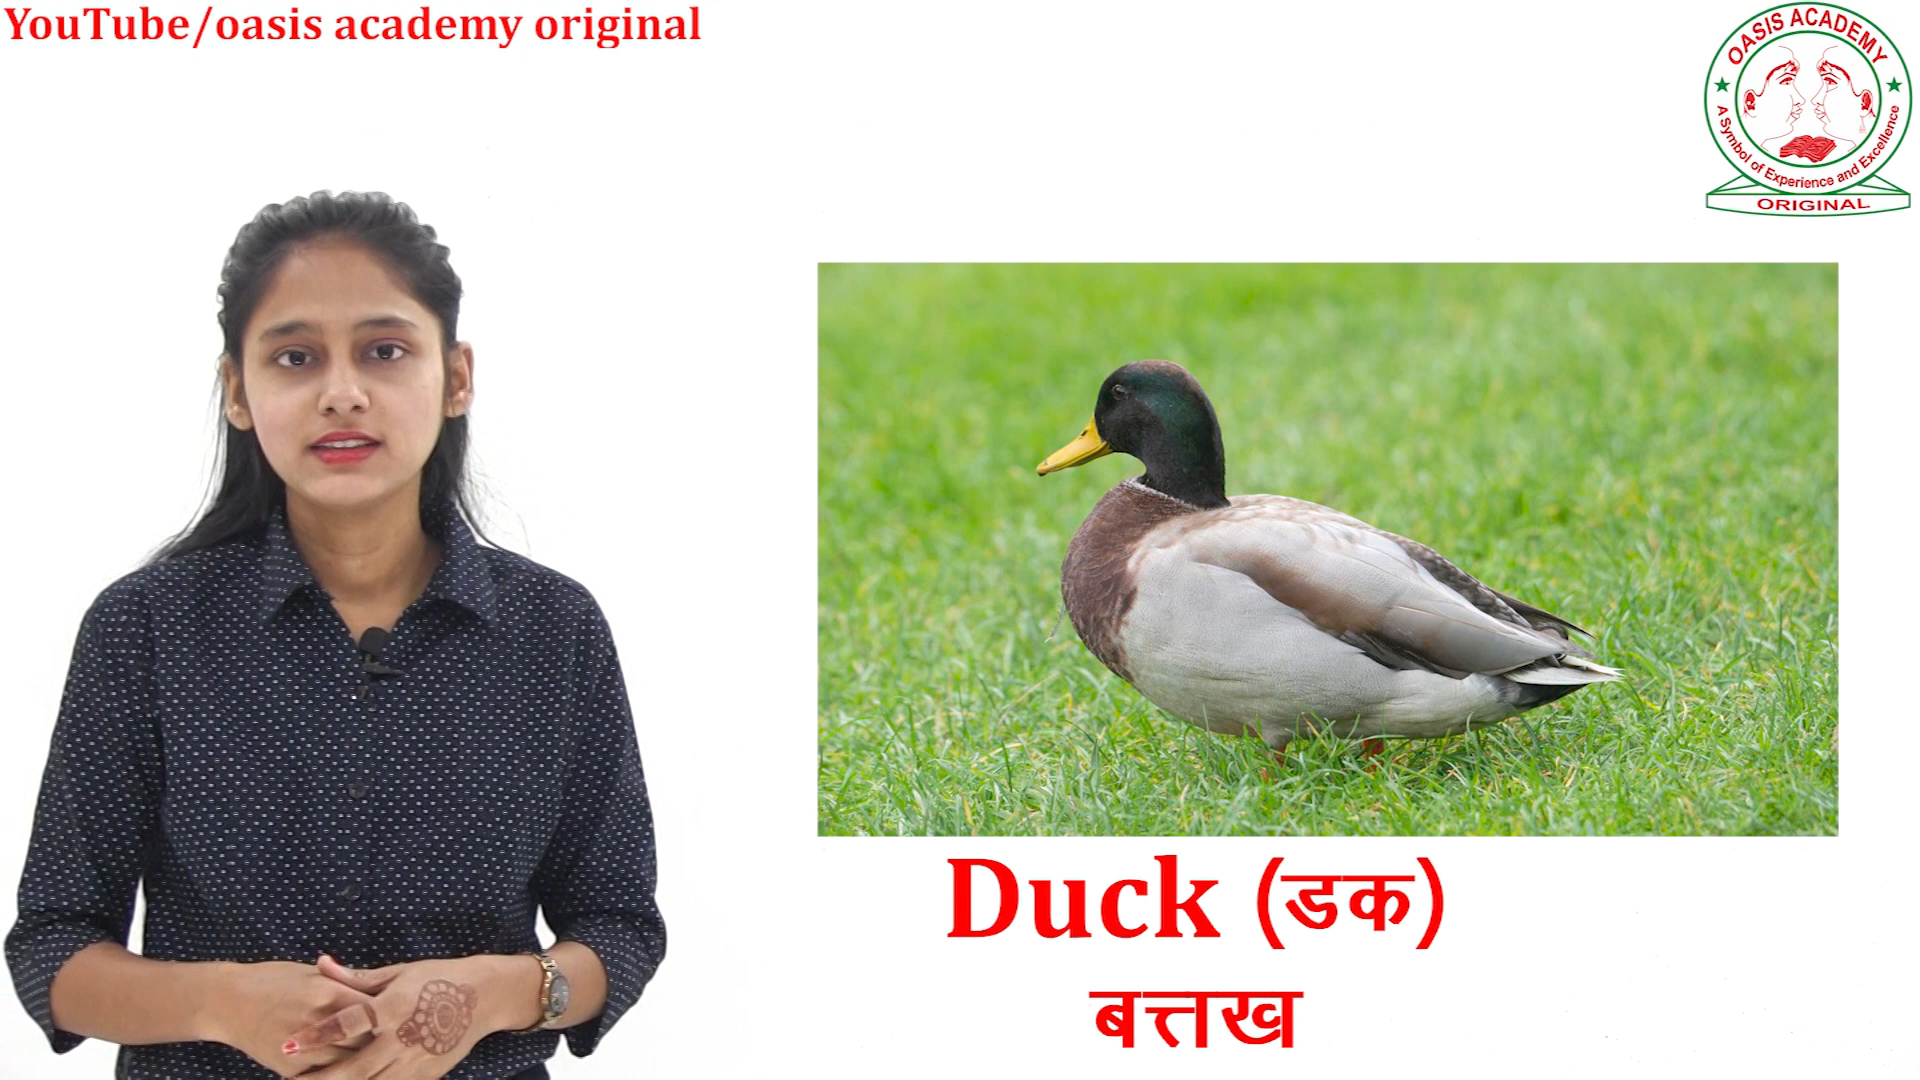 YouTube/oasis academy original
OASIS ACADEMY
A Symbol of Experience and Excellence
ORIGINAL
Duck (डक)
बत्तख